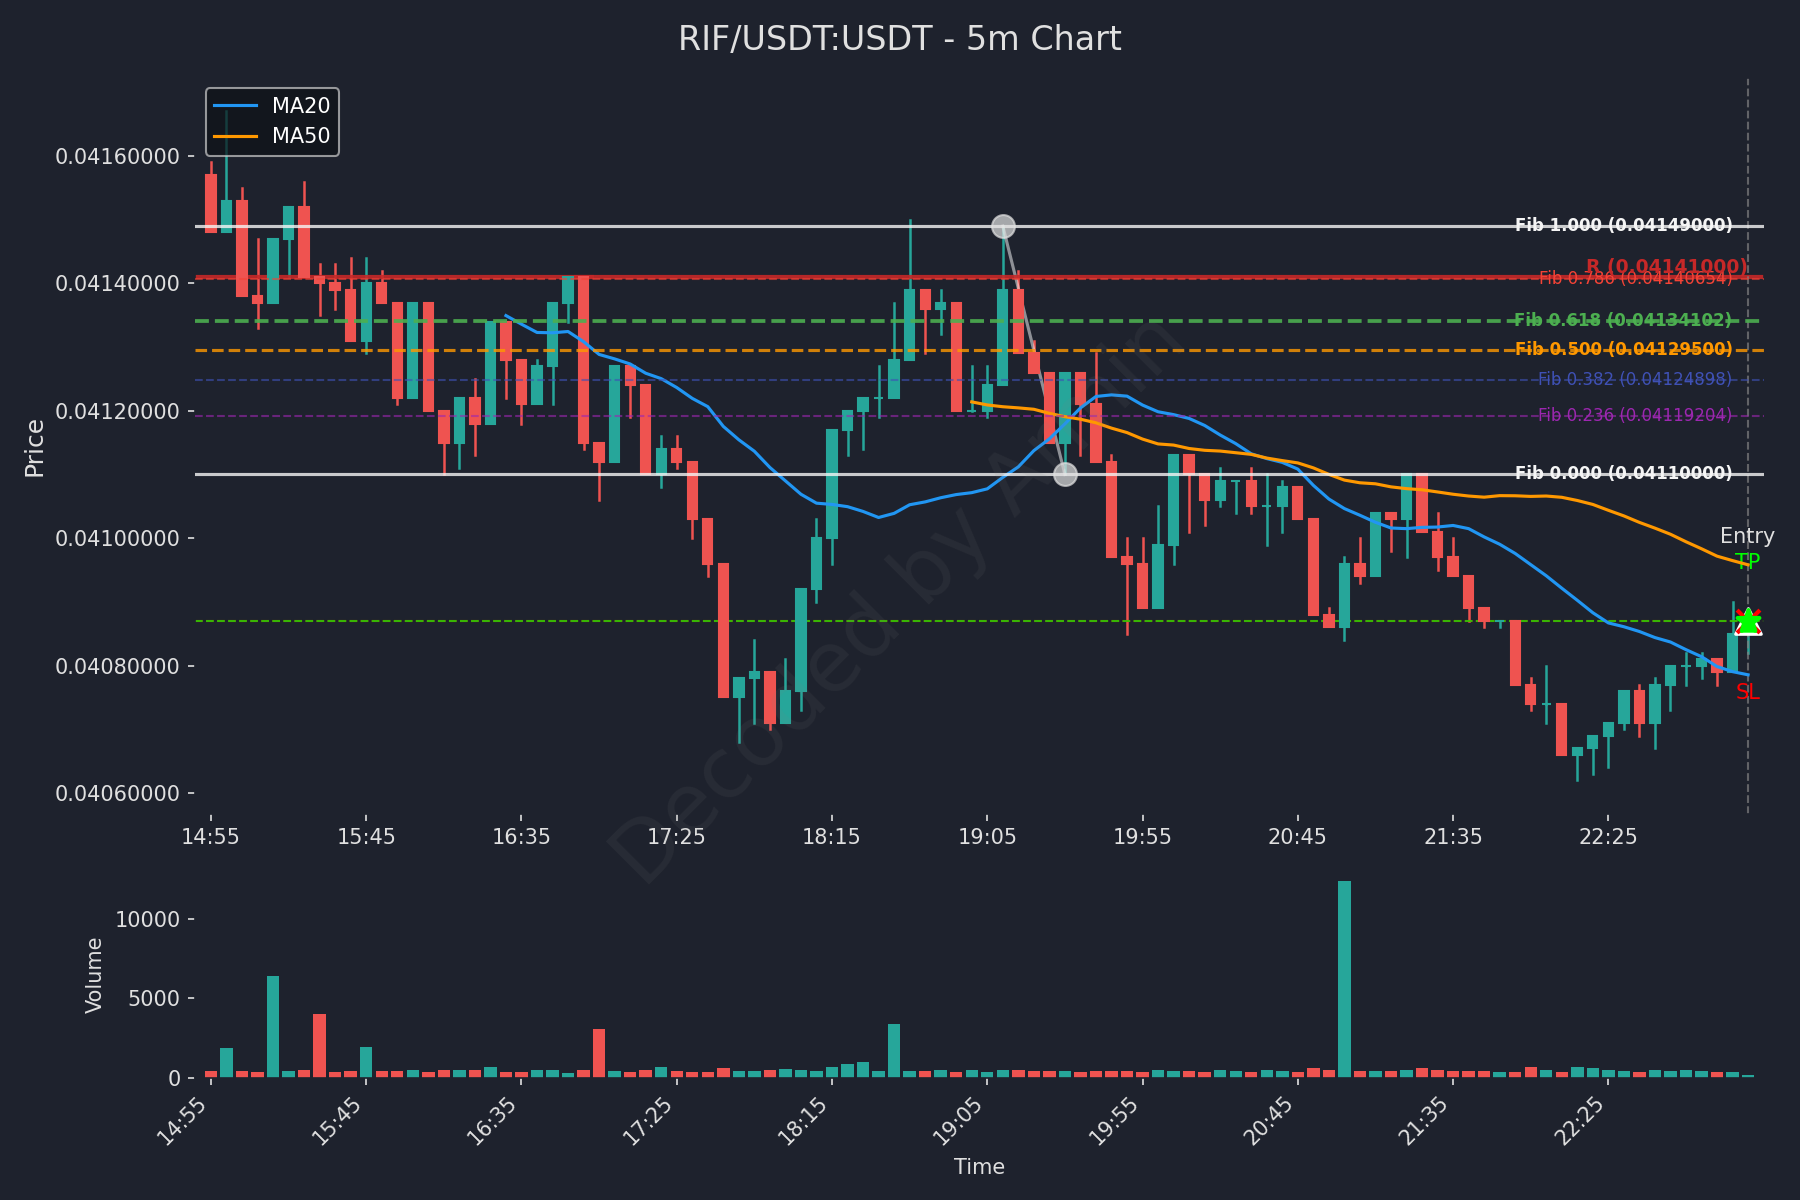 RIF/USDT:USDT - 5m Chart
MA20
MA50
0.04160000
0.04140000
0.04120000
0.04100000
0.04080000
0.04060000
Price
Fib 1.000 (0.04149000)
R (0.04141000)
Fib 0.786 (0.04140654)
Fib 0.618 (0.04134102)
Fib 0.500 (0.04129500)
Fib 0.382 (0.04124898)
Fib 0.236 (0.04119204)
Fib 0.000 (0.04110000)
Entry
TP
SL
14:55 15:45 16:35 17:25 18:15 19:05 19:55 20:45 21:35 22:25
10000
5000
0
Volume
14:55 15:45 16:35 17:25 18:15 19:05 19:55 20:45 21:35 22:25
Time